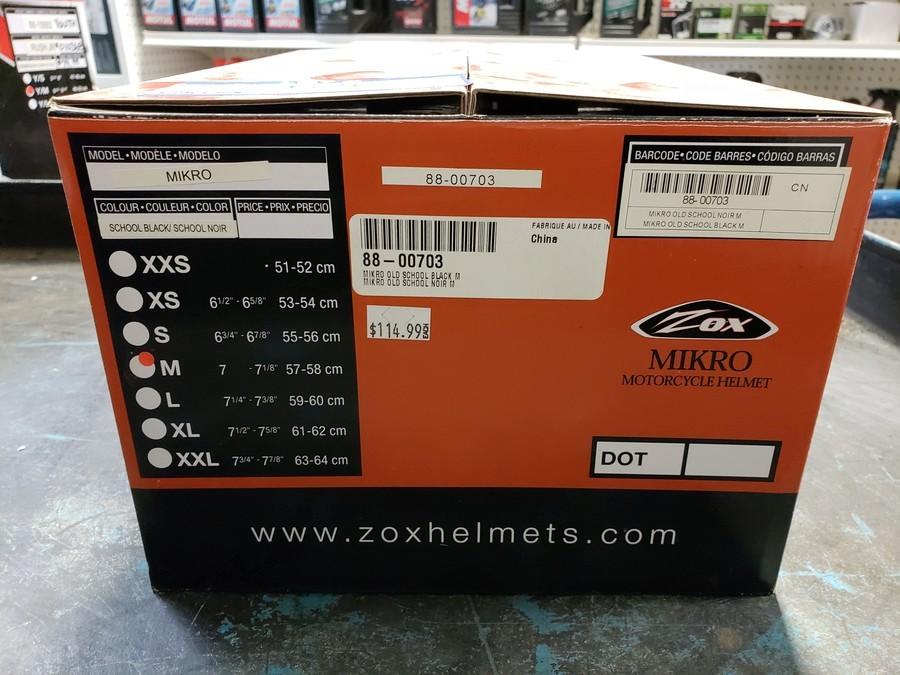 YOUTH
Y/S
Y/M
MODEL•MODÈLE•MODELO
MIKRO
COLOUR•COULEUR•COLOR
PRICE•PRIX•PRECIO
SCHOOL BLACK/ SCHOOL NOIR
XXS 51-52 cm
XS 6 1/2" - 6 5/8" 53-54 cm
S 6 3/4" - 6 7/8" 55-56 cm
M 7 - 7 1/8" 57-58 cm
L 7 1/4" - 7 3/8" 59-60 cm
XL 7 1/2" - 7 5/8" 61-62 cm
XXL 7 3/4" - 7 7/8" 63-64 cm
88-00703
FABRIQUE AU / MADE IN
China
88-00703
MIKRO OLD SCHOOL BLACK M
MIKRO OLD SCHOOL NOIR M
$114.99
BARCODE•CODE BARRES•CÓDIGO BARRAS
CN
88-00703
MIKRO OLD SCHOOL NOIR M
MIKRO OLD SCHOOL BLACK M
Zox
MIKRO
MOTORCYCLE HELMET
DOT
www.zoxhelmets.com